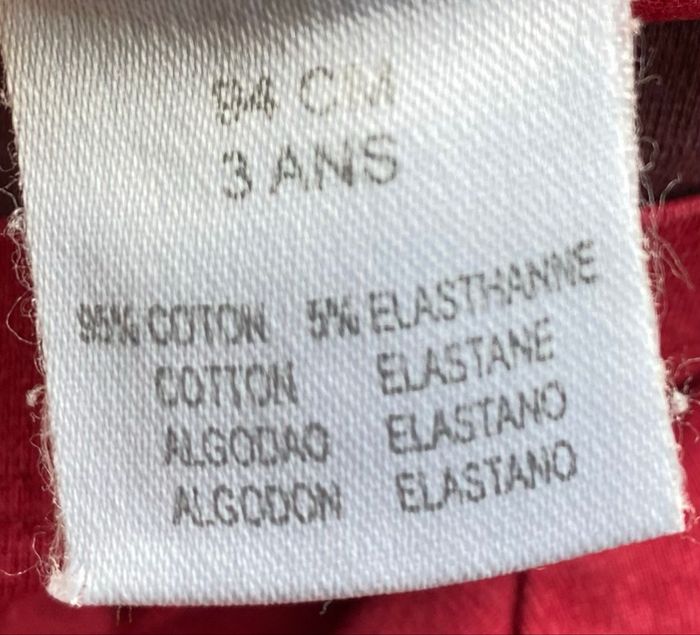 94 CM
3 ANS
95% COTON 5% ELASTHANNE
COTTON ELASTANE
ALGODAO ELASTANO
ALGODON ELASTANO